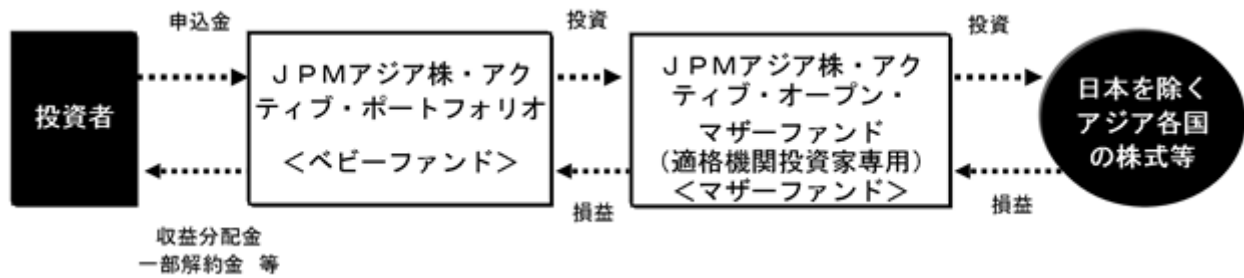 申込金
投資
投資
投資者
ＪＰＭアジア株・アク
ティブ・ポートフォリオ
＜ベビーファンド＞
ＪＰＭアジア株・アク
ティブ・オープン・
マザーファンド
（適格機関投資家専用）
＜マザーファンド＞
日本を除く
アジア各国
の株式等
損益
損益
収益分配金
一部解約金 等